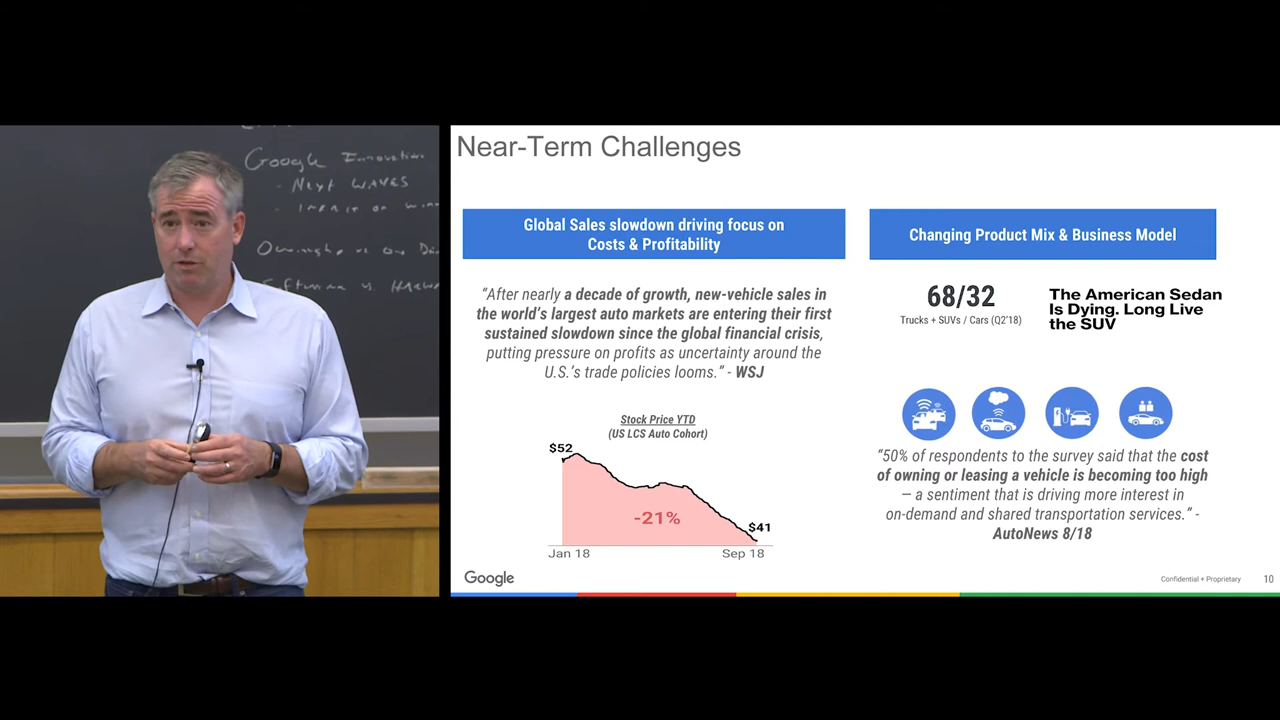 Google Innovation
- Next WAVES
- Impact on
vs. on
vs.
Near-Term Challenges
Global Sales slowdown driving focus on
Costs & Profitability
“After nearly a decade of growth, new-vehicle sales in
the world’s largest auto markets are entering their first
sustained slowdown since the global financial crisis,
putting pressure on profits as uncertainty around the
U.S.’s trade policies looms.” - WSJ
Stock Price YTD
(US LCS Auto Cohort)
$52
-21%
$41
Jan 18
Sep 18
Changing Product Mix & Business Model
68/32
Trucks + SUVs / Cars (Q2’18)
The American Sedan
Is Dying. Long Live
the SUV
“50% of respondents to the survey said that the cost
of owning or leasing a vehicle is becoming too high
— a sentiment that is driving more interest in
on-demand and shared transportation services.” -
AutoNews 8/18
Google
Confidential + Proprietary
10